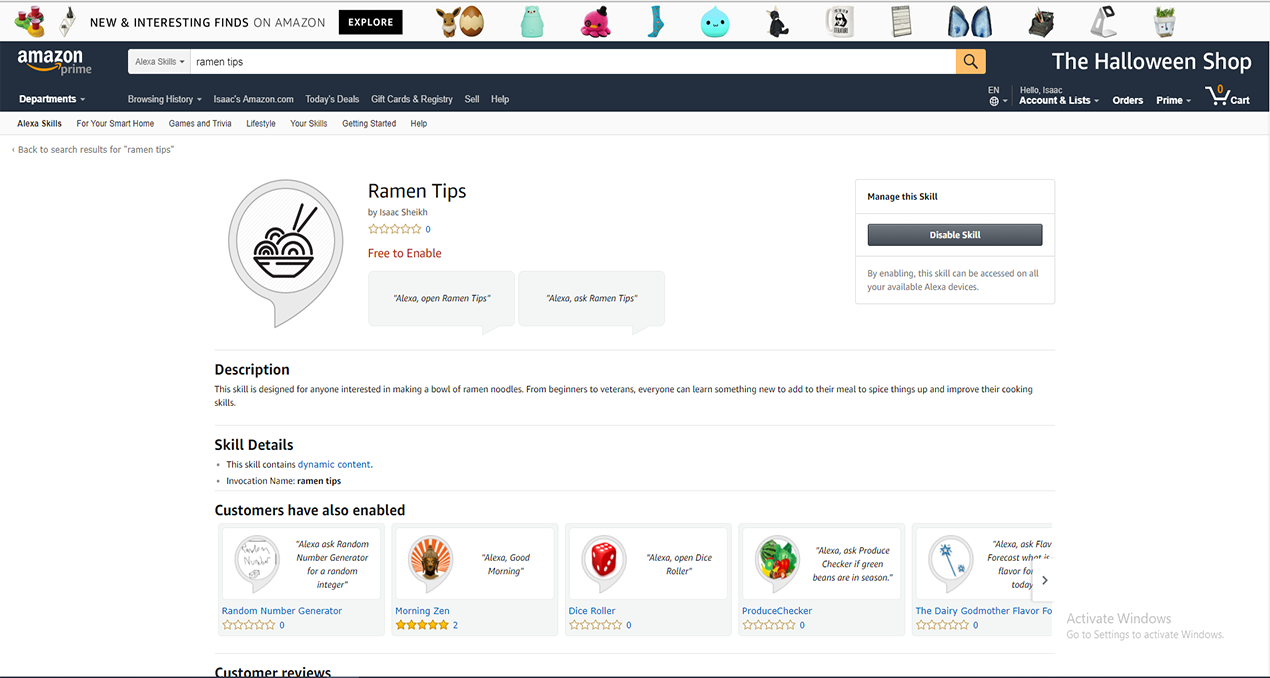 NEW & INTERESTING FINDS ON AMAZON EXPLORE
amazon prime
Alexa Skills
ramen tips
The Halloween Shop
Departments
Browsing History
Isaac's Amazon.com
Today's Deals
Gift Cards & Registry
Sell
Help
EN
Hello, Isaac
Account & Lists
Orders
Prime
0
Cart
Alexa Skills
For Your Smart Home
Games and Trivia
Lifestyle
Your Skills
Getting Started
Help
‹ Back to search results for "ramen tips"
Ramen Tips
by Isaac Sheikh
0
Free to Enable
"Alexa, open Ramen Tips"
"Alexa, ask Ramen Tips"
Manage this Skill
Disable Skill
By enabling, this skill can be accessed on all
your available Alexa devices.
Description
This skill is designed for anyone interested in making a bowl of ramen noodles. From beginners to veterans, everyone can learn something new to add to their meal to spice things up and improve their cooking
skills.
Skill Details
• This skill contains dynamic content.
• Invocation Name: ramen tips
Customers have also enabled
Random Number
"Alexa ask Random
Number Generator
for a random
integer"
Random Number Generator
0
"Alexa, Good
Morning"
Morning Zen
2
"Alexa, open Dice
Roller"
Dice Roller
0
"Alexa, ask Produce
Checker if green
beans are in season."
ProduceChecker
0
"Alexa, ask Flav
Forecast what is
flavor for
today
The Dairy Godmother Flavor Fo
0
Activate Windows
Go to Settings to activate Windows.
Customer reviews